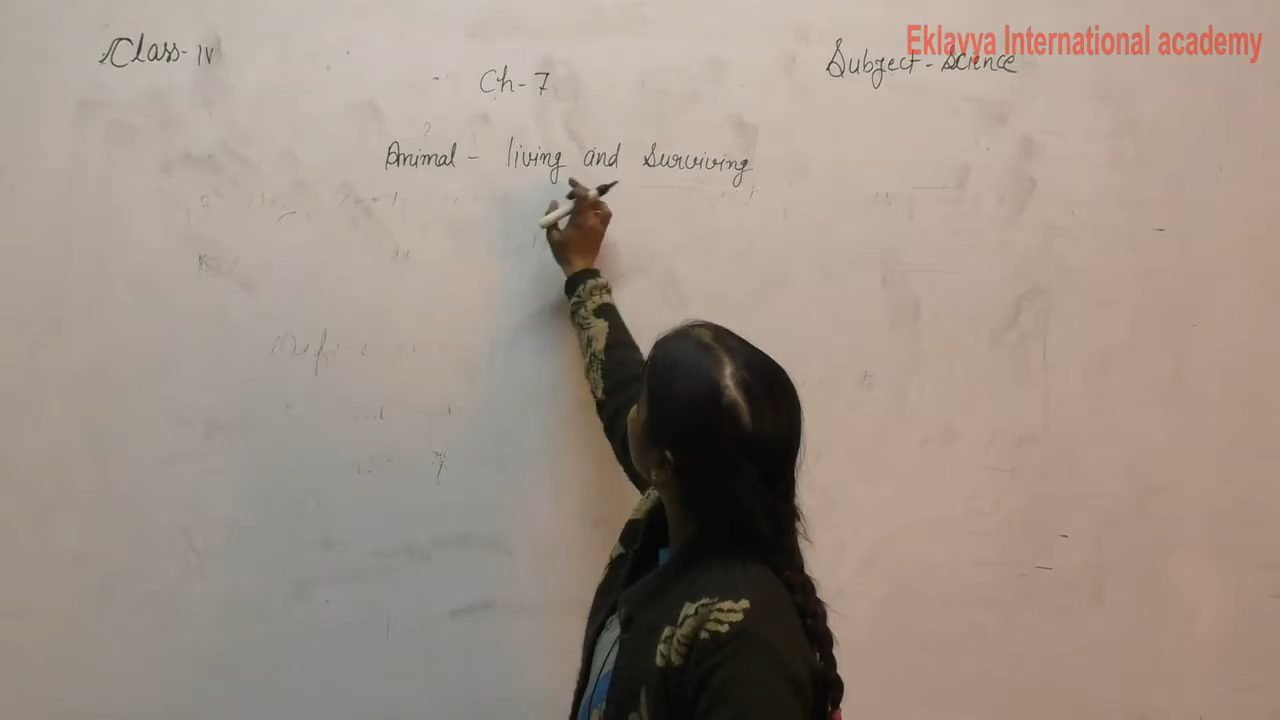 Eklavya International academy
Class- IV
Subject - Science
Ch- 7
Animal - living and Surviving